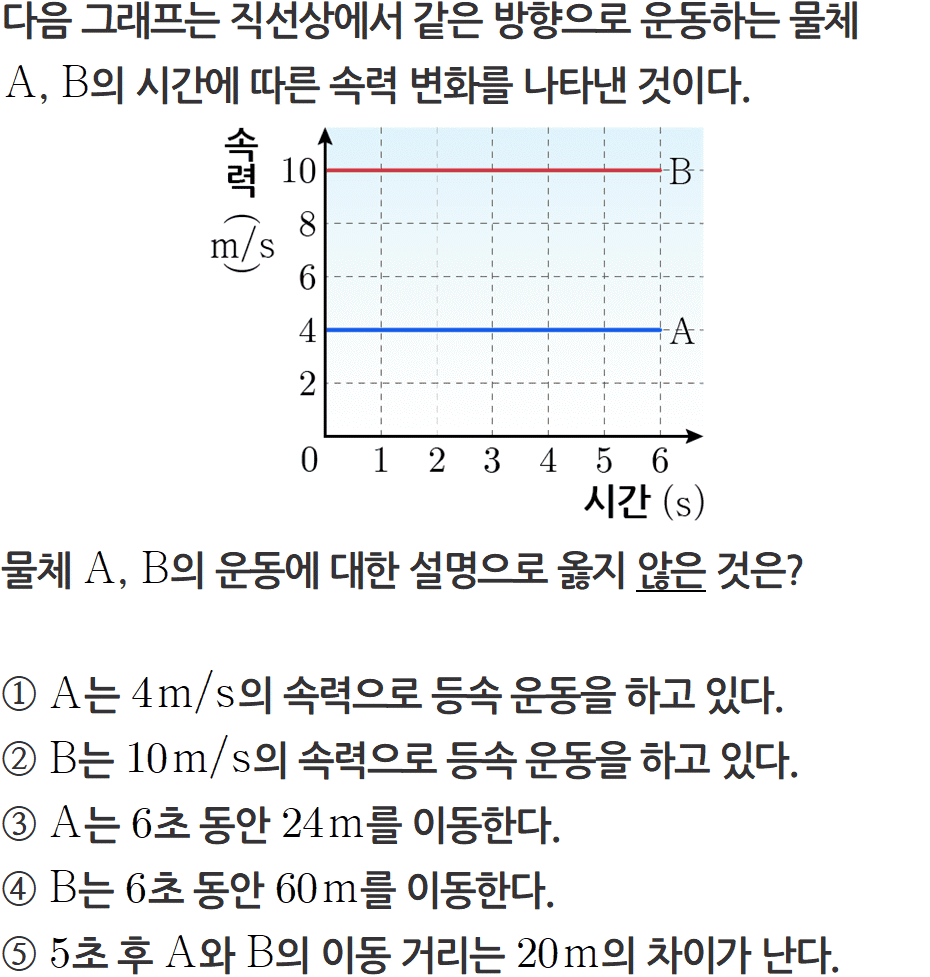 다음 그래프는 직선상에서 같은 방향으로 운동하는 물체
A, B의 시간에 따른 속력 변화를 나타낸 것이다.
속력
(m/s)
10
8
6
4
2
0
1 2 3 4 5 6
B
A
시간 (s)
물체 A, B의 운동에 대한 설명으로 옳지 않은 것은?
① A는 4m/s의 속력으로 등속 운동을 하고 있다.
② B는 10m/s의 속력으로 등속 운동을 하고 있다.
③ A는 6초 동안 24m를 이동한다.
④ B는 6초 동안 60m를 이동한다.
⑤ 5초 후 A와 B의 이동 거리는 20m의 차이가 난다.